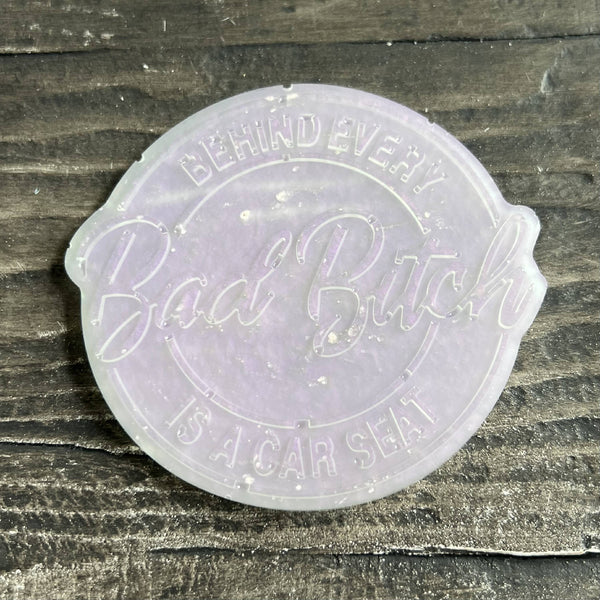 BEHIND EVERY
Bad Bitch
IS A CAR SEAT